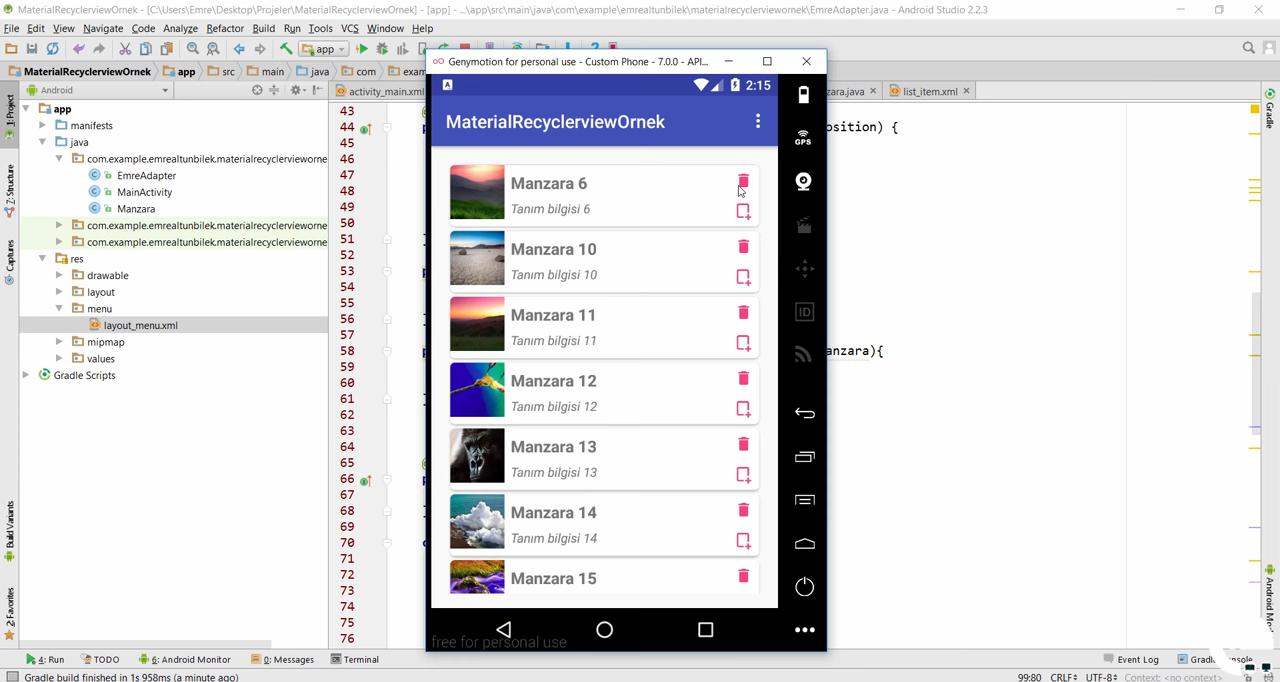 MaterialRecyclerviewOrnek - [C:\Users\Emre\Desktop\Projeler\MaterialRecyclerviewOrnek] - [app] - ...\app\src\main\java\com\example\emrealtunbilek\materialrecyclerviewornek\EmreAdapter.java - Android Studio 2.2.3
File Edit View Navigate Code Analyze Refactor Build Run Tools VCS Window Help
app
MaterialRecyclerviewOrnek app src main java com
Genymotion for personal use - Custom Phone - 7.0.0 - API...
Android
activity_main.xml
list_item.xml
1: Project
Z: Structure
Captures
Build Variants
2: Favorites
Gradle
app
manifests
java
com.example.emrealtunbilek.materialrecyclerviewornek
EmreAdapter
MainActivity
Manzara
com.example.emrealtunbilek.materialrecyclerviewornek
com.example.emrealtunbilek.materialrecyclerviewornek
res
drawable
layout
menu
layout_menu.xml
mipmap
values
Gradle Scripts
43
44
45
46
47
48
49
50
51
52
53
54
55
56
57
58
59
60
61
62
63
64
65
66
67
68
69
70
71
72
73
74
75
76
osition) {
anzara){
A
2:15
MaterialRecyclerviewOrnek
Manzara 6
Tanım bilgisi 6
Manzara 10
Tanım bilgisi 10
Manzara 11
Tanım bilgisi 11
Manzara 12
Tanım bilgisi 12
Manzara 13
Tanım bilgisi 13
Manzara 14
Tanım bilgisi 14
Manzara 15
GPS
ID
free for personal use
4: Run TODO 6: Android Monitor 0: Messages Terminal
Event Log
Gradle build finished in 1s 958ms (a minute ago)
99:80 CRLF UTF-8 Context: <no context>